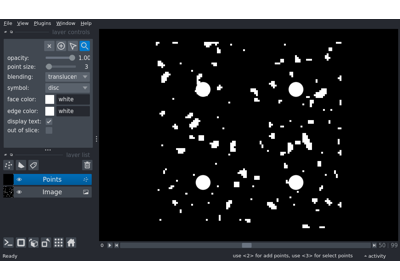 File View Plugins Window Help
layer controls
opacity: 1.00
point size: 3
blending: translucen
symbol: disc
face color: white
edge color: white
display text:
out of slice:
layer list
Points
Image
0 50 99
Ready use <2> for add points, use <3> for select points activity